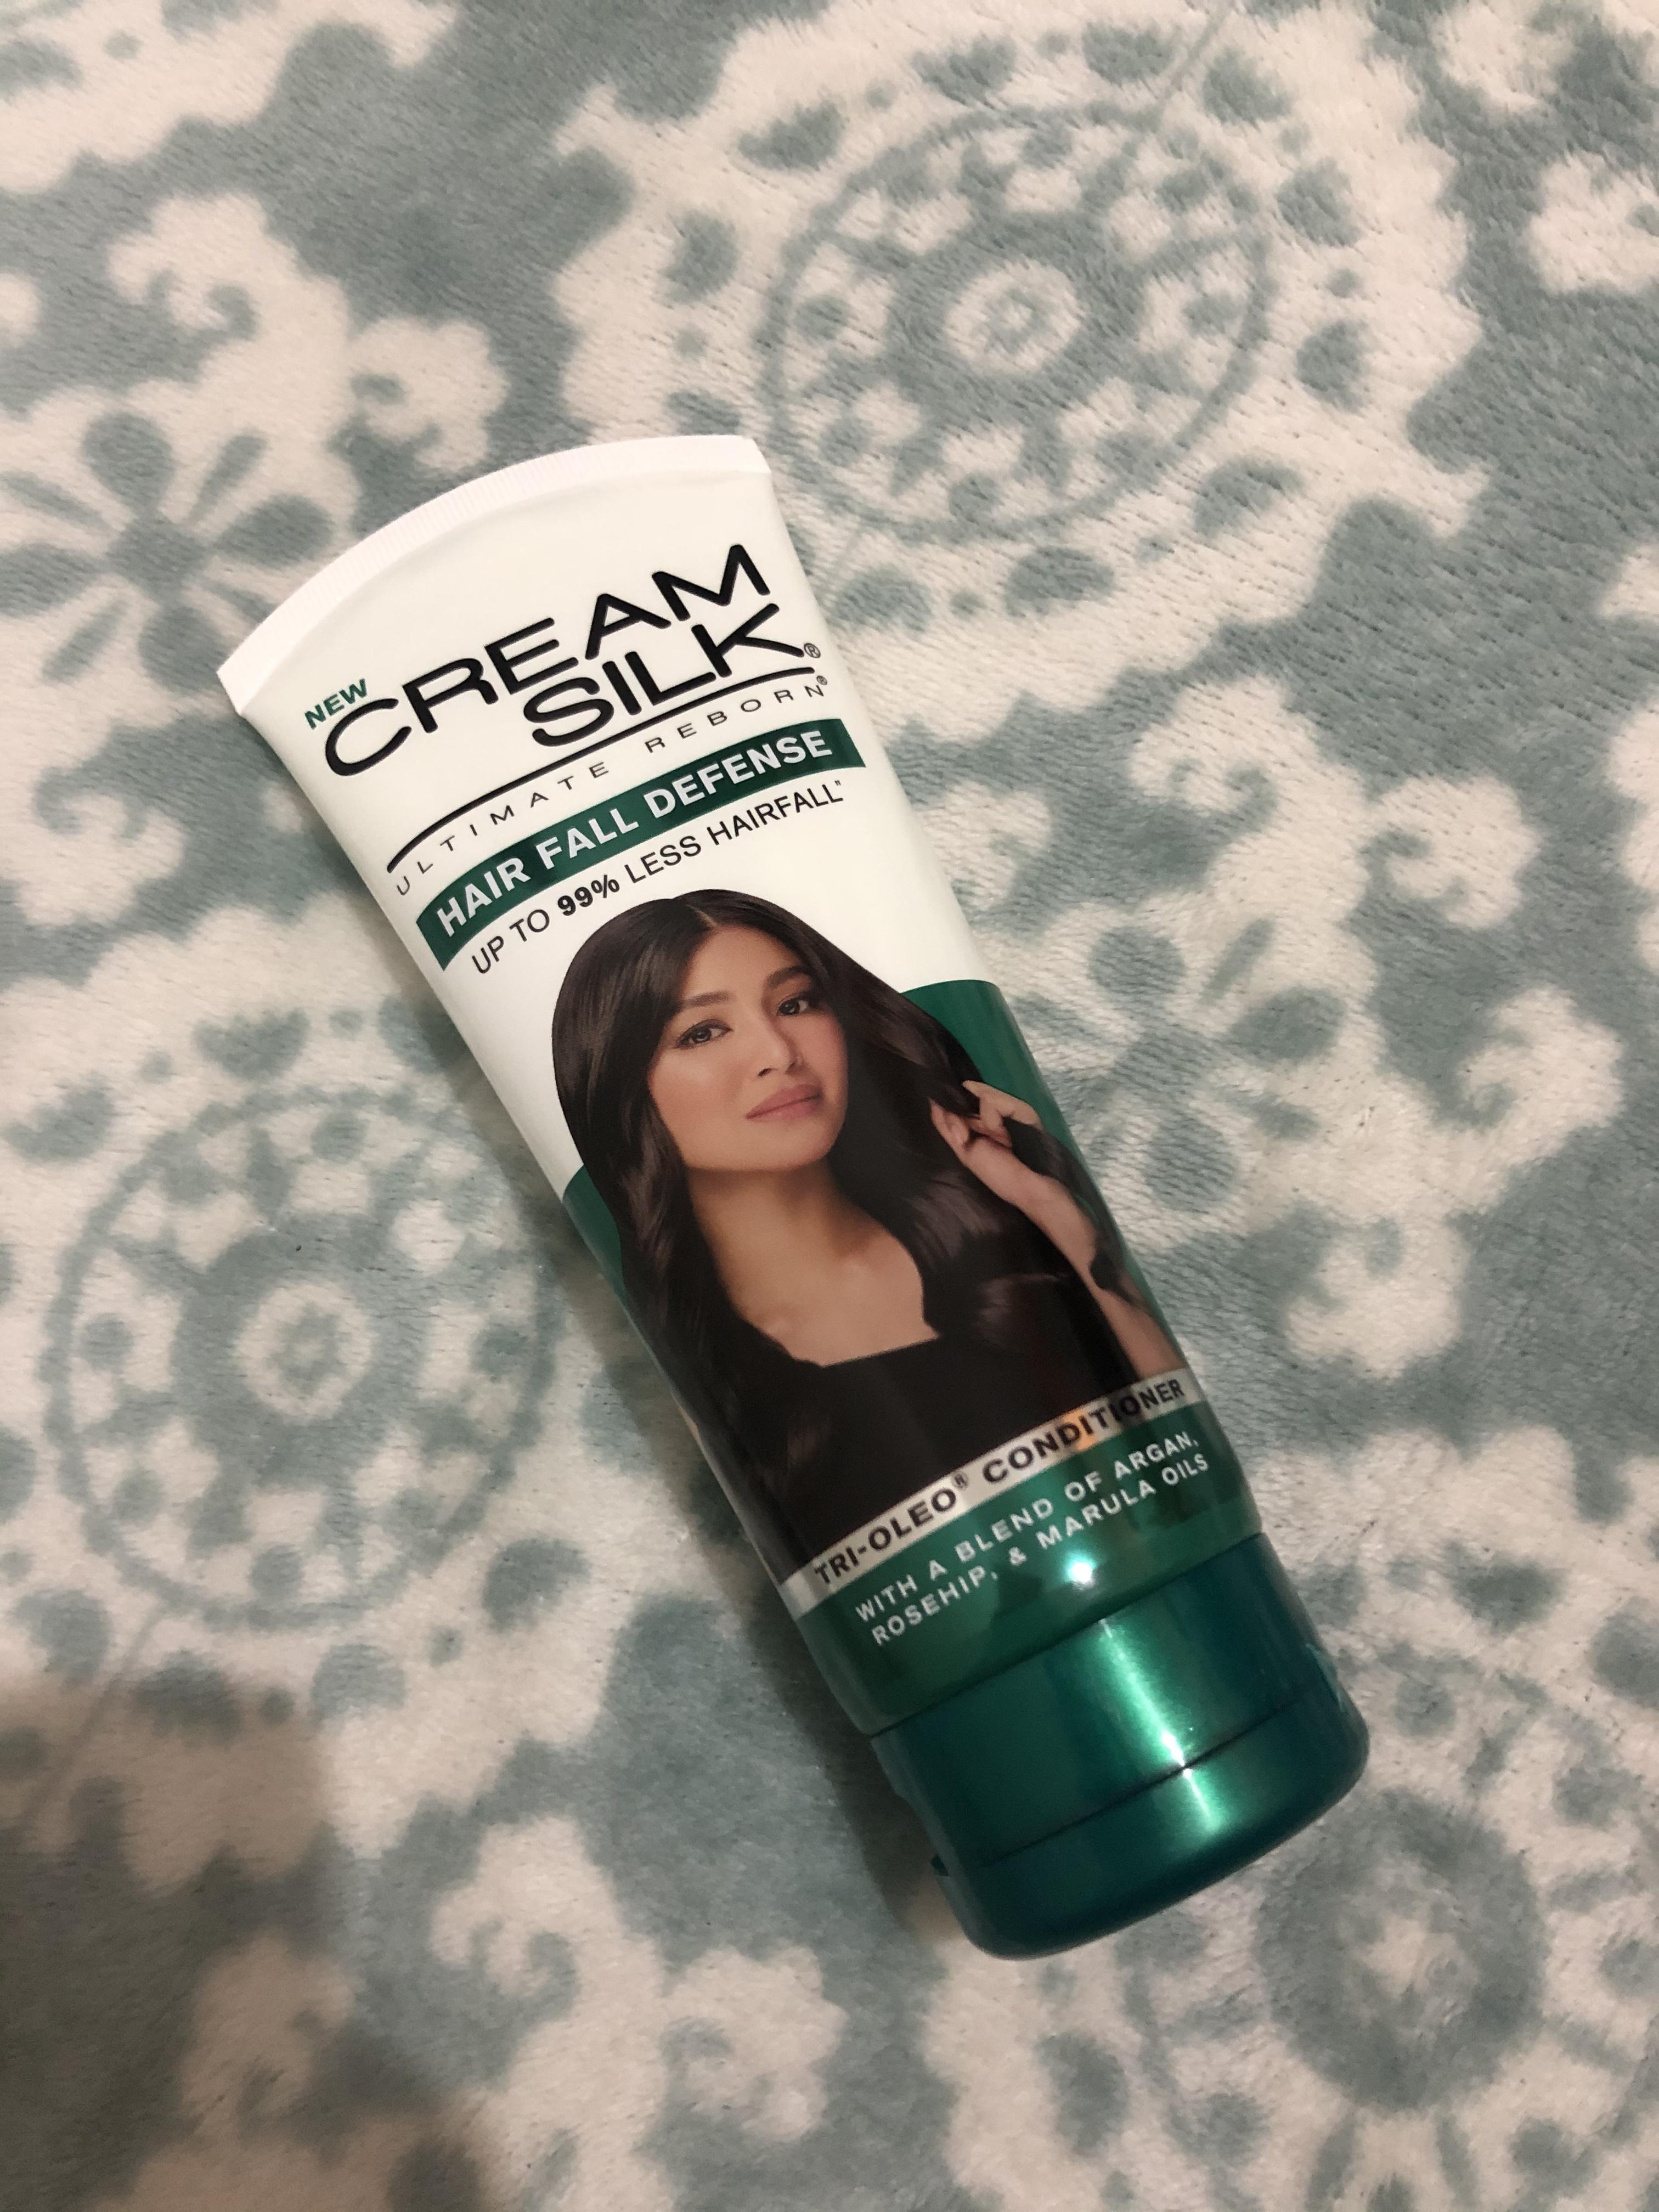 NEW
CREAM
SILK®
ULTIMATE REBORN®
HAIR FALL DEFENSE
UP TO 99% LESS HAIRFALL*
TRI-OLEO® CONDITIONER
WITH A BLEND OF ARGAN,
ROSEHIP, & MARULA OILS